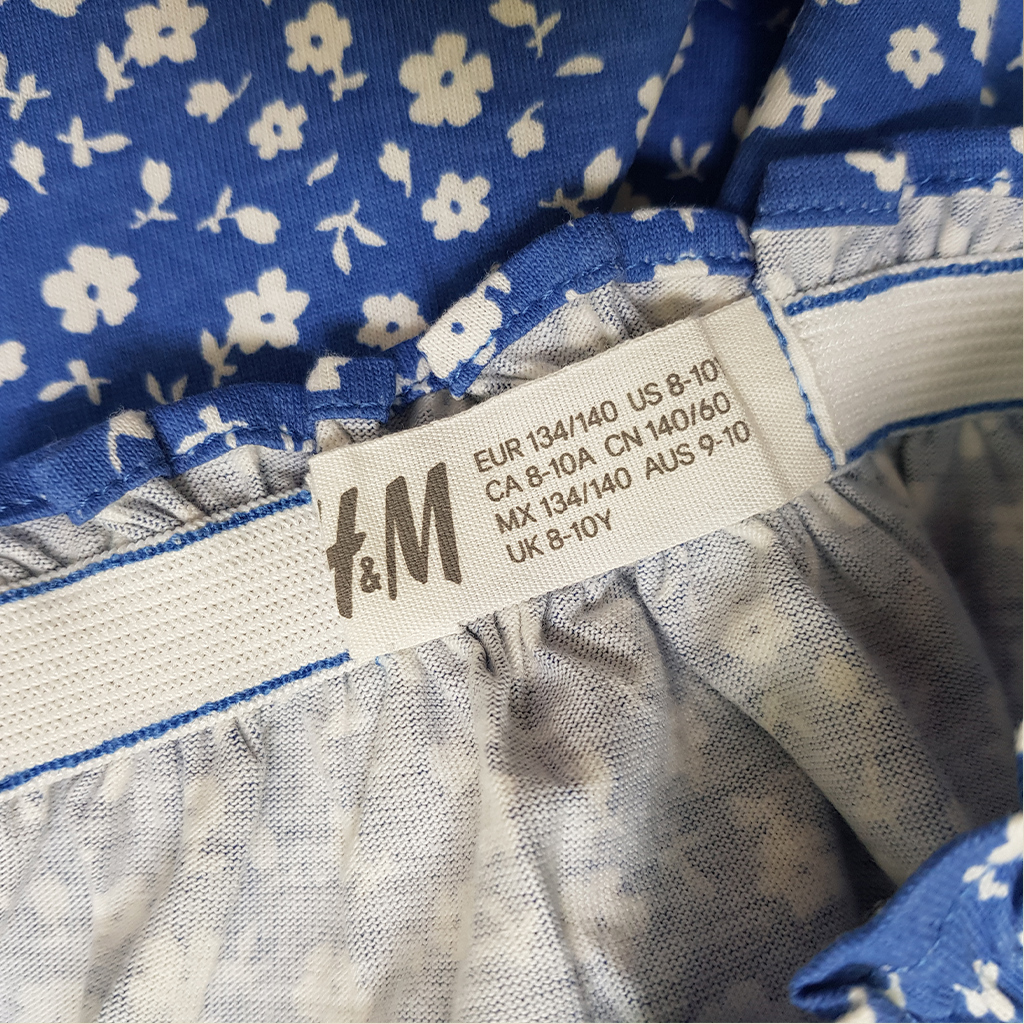 H&M
EUR 134/140 US 8-10
CA 8-10A CN 140/60
MX 134/140 AUS 9-10
UK 8-10Y